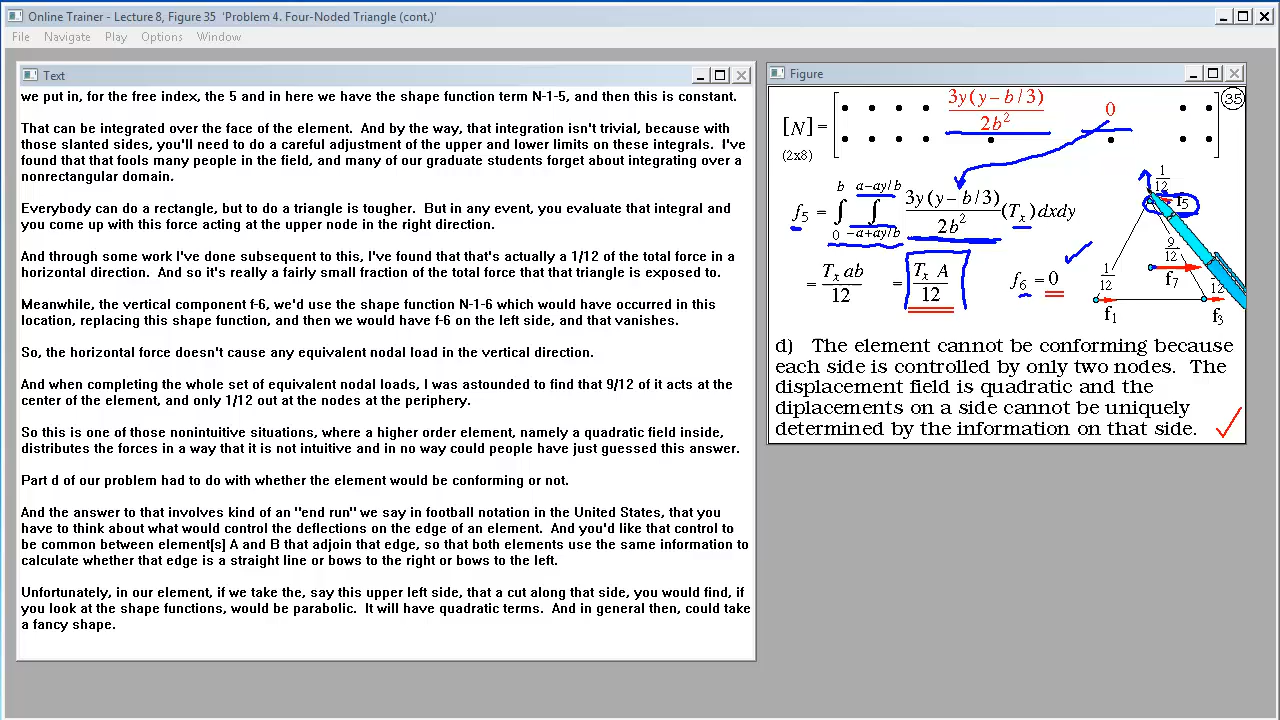 Online Trainer - Lecture 8, Figure 35 'Problem 4. Four-Noded Triangle (cont.)'
File Navigate Play Options Window
Text
we put in, for the free index, the 5 and in here we have the shape function term N-1-5, and then this is constant.
That can be integrated over the face of the element. And by the way, that integration isn't trivial, because with
those slanted sides, you'll need to do a careful adjustment of the upper and lower limits on these integrals. I've
found that that fools many people in the field, and many of our graduate students forget about integrating over a
nonrectangular domain.
Everybody can do a rectangle, but to do a triangle is tougher. But in any event, you evaluate that integral and
you come up with this force acting at the upper node in the right direction.
And through some work I've done subsequent to this, I've found that that's actually a 1/12 of the total force in a
horizontal direction. And so it's really a fairly small fraction of the total force that that triangle is exposed to.
Meanwhile, the vertical component f-6, we'd use the shape function N-1-6 which would have occurred in this
location, replacing this shape function, and then we would have f-6 on the left side, and that vanishes.
So, the horizontal force doesn't cause any equivalent nodal load in the vertical direction.
And when completing the whole set of equivalent nodal loads, I was astounded to find that 9/12 of it acts at the
center of the element, and only 1/12 out at the nodes at the periphery.
So this is one of those nonintuitive situations, where a higher order element, namely a quadratic field inside,
distributes the forces in a way that it is not intuitive and in no way could people have just guessed this answer.
Part d of our problem had to do with whether the element would be conforming or not.
And the answer to that involves kind of an "end run" we say in football notation in the United States, that you
have to think about what would control the deflections on the edge of an element. And you'd like that control to
be common between element[s] A and B that adjoin that edge, so that both elements use the same information to
calculate whether that edge is a straight line or bows to the right or bows to the left.
Unfortunately, in our element, if we take the, say this upper left side, that a cut along that side, you would find, if
you look at the shape functions, would be parabolic. It will have quadratic terms. And in general then, could take
a fancy shape.
Figure
35
[N] = [ 3y(y – b/3) / 2b² 0 ]
(2x8)
f5 = ∫ 0 b ∫ –a+ay/b a–ay/b 3y(y – b/3) / 2b² (Tx) dxdy
= Tx ab / 12 = Tx A / 12 f6 = 0
1/12 f5
9/12 f7
1/12 f1
12 f3
d) The element cannot be conforming because
each side is controlled by only two nodes. The
displacement field is quadratic and the
diplacements on a side cannot be uniquely
determined by the information on that side.